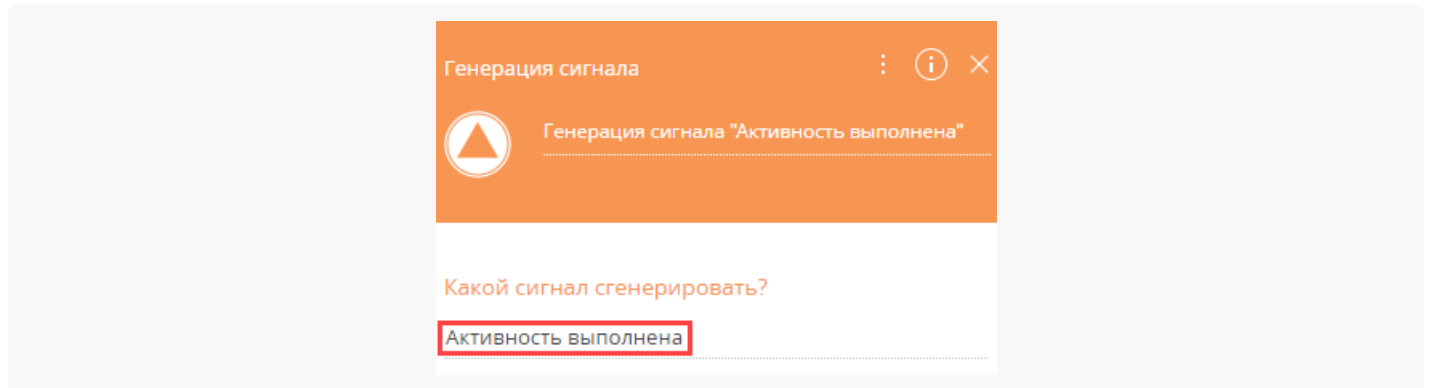 Генерация сигнала
Генерация сигнала "Активность выполнена"
Какой сигнал сгенерировать?
Активность выполнена